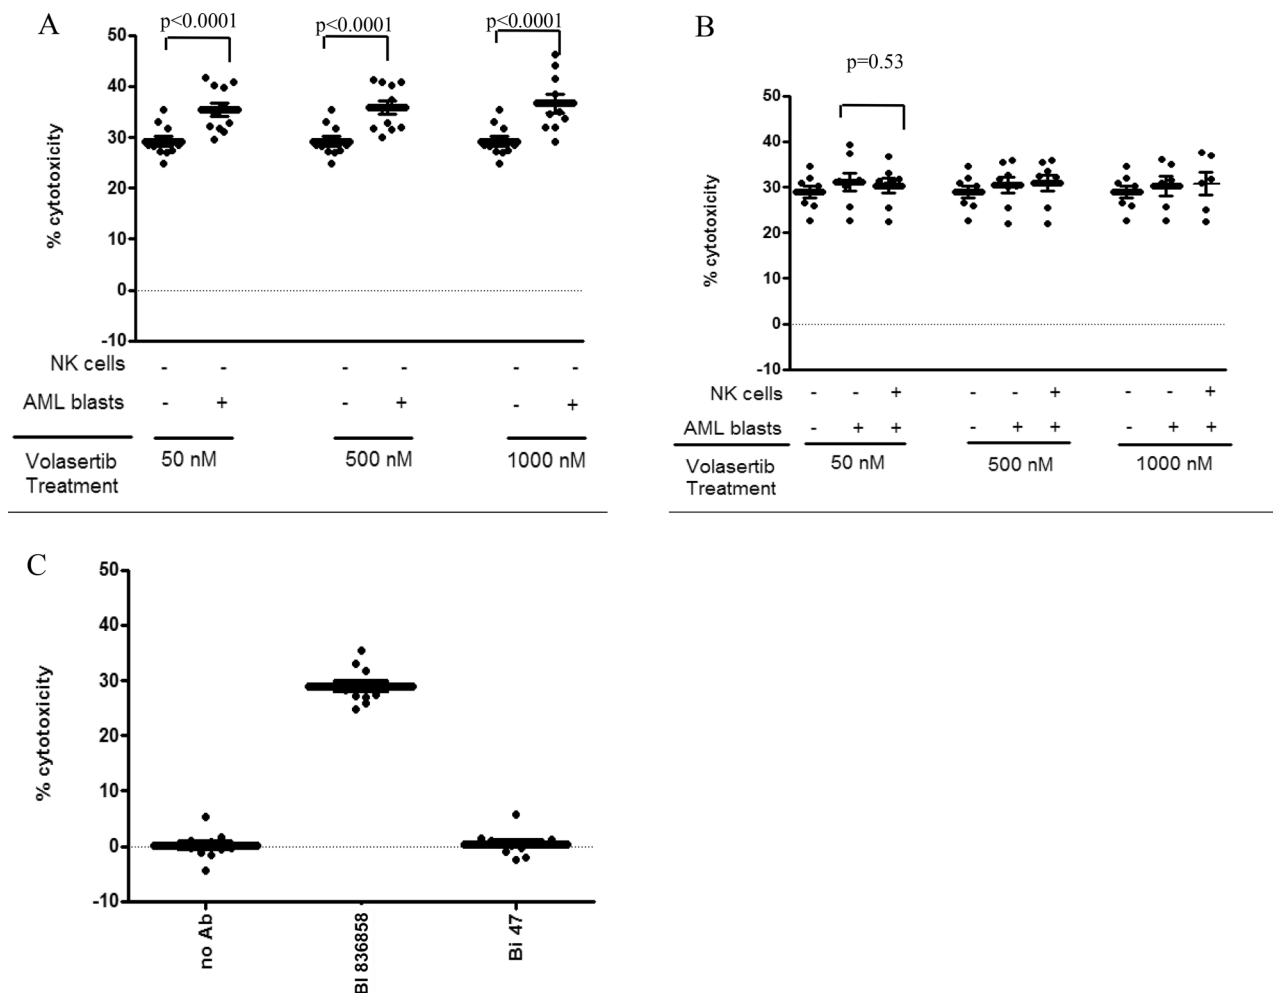 A
p<0.0001 p<0.0001 p<0.0001
50
40
30
20
10
0
-10
% cytotoxicity
NK cells - - - - - -
AML blasts - + - + - +
Volasertib Treatment 50 nM 500 nM 1000 nM
B
p=0.53
50
40
30
20
10
0
-10
% cytotoxicity
NK cells - - + - - + - - +
AML blasts - + + - + + - + +
Volasertib Treatment 50 nM 500 nM 1000 nM
C
50
40
30
20
10
0
-10
% cytotoxicity
no Ab
BI 836858
Bi 47